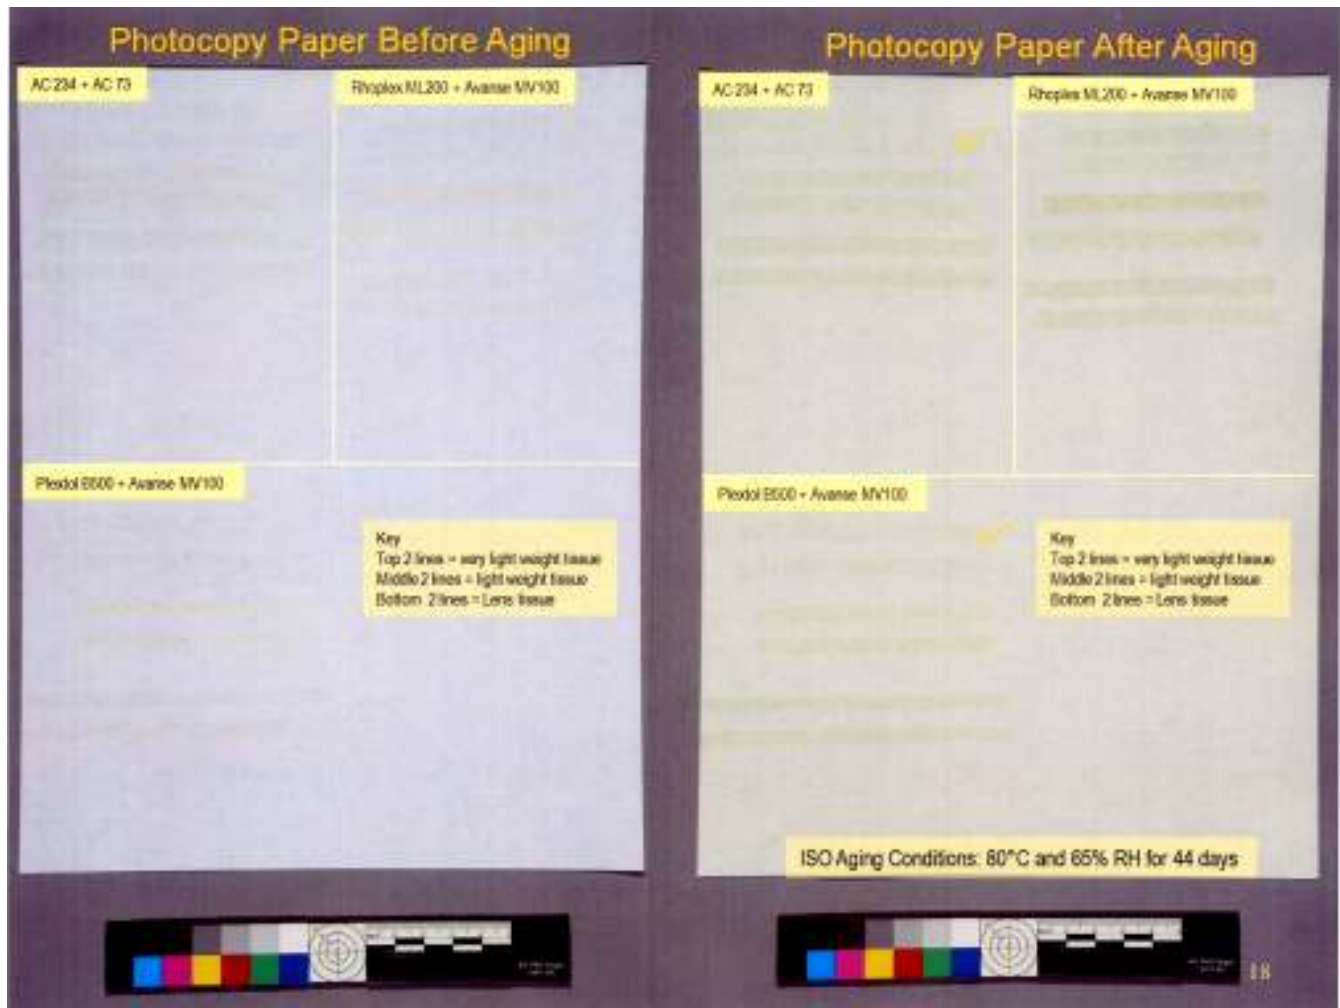 Photocopy Paper Before Aging
AC 234 + AC 73
Rhoplex ML200 + Avanse MV100
Plextol B500 + Avanse MV100
Key
Top 2 lines = very light weight tissue
Middle 2 lines = light weight tissue
Bottom 2 lines = Lens tissue
Photocopy Paper After Aging
AC 234 + AC 73
Rhoplex ML200 + Avanse MV100
Plextol B500 + Avanse MV100
Key
Top 2 lines = very light weight tissue
Middle 2 lines = light weight tissue
Bottom 2 lines = Lens tissue
ISO Aging Conditions: 80°C and 65% RH for 44 days
18